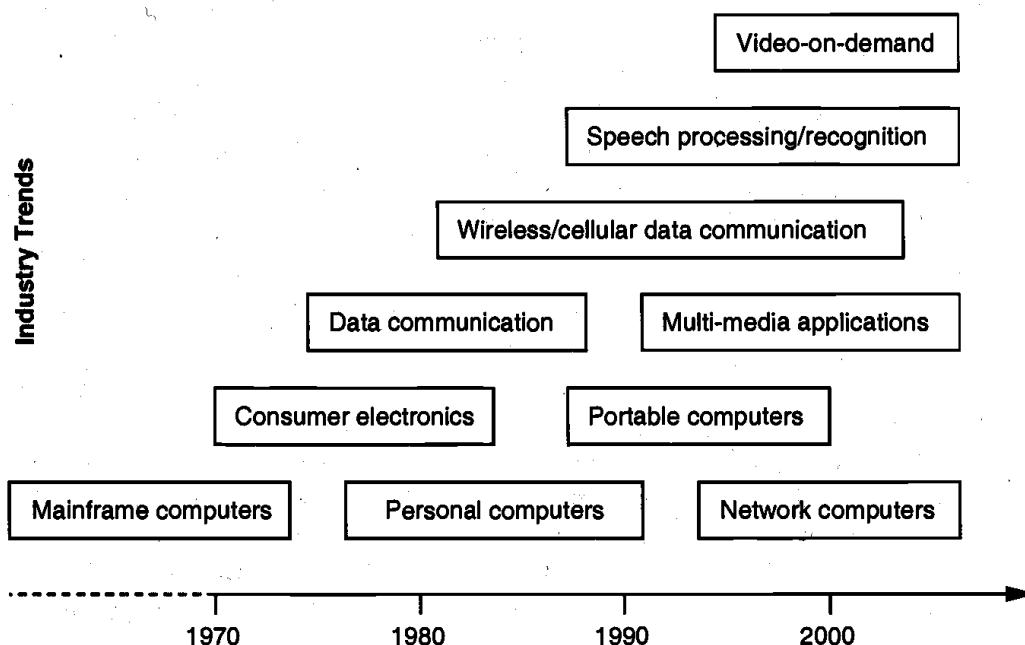 Video-on-demand
Speech processing/recognition
Wireless/cellular data communication
Industry Trends
Data communication
Multi-media applications
Consumer electronics
Portable computers
Mainframe computers
Personal computers
Network computers
1970
1980
1990
2000